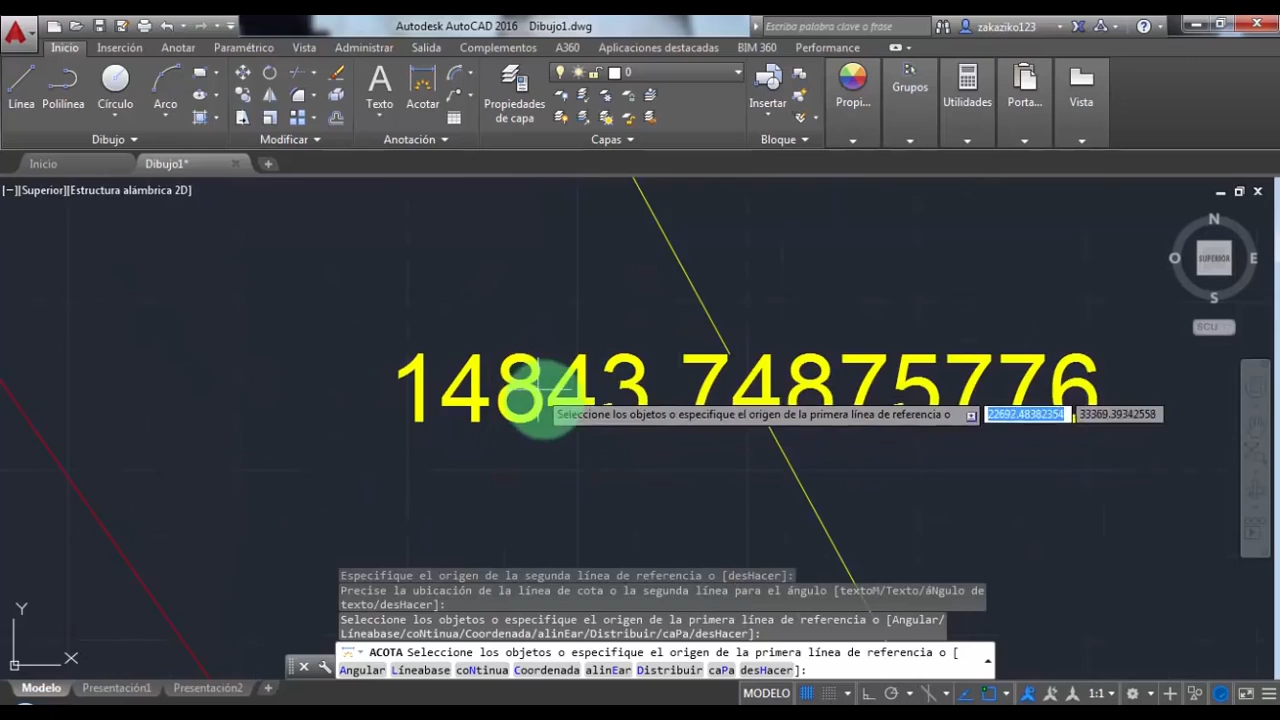 Autodesk AutoCAD 2016 Dibujo1.dwg
Escriba palabra clave o frase
zakaziko123
Inicio Inserción Anotar Paramétrico Vista Administrar Salida Complementos A360 Aplicaciones destacadas BIM 360 Performance
0
Línea Polilínea Círculo Arco Texto Acotar Propiedades de capa Insertar Propi... Grupos Utilidades Porta... Vista
Dibujo Modificar Anotación Capas Bloque
Inicio Dibujo1*
[−][Superior][Estructura alámbrica 2D]
N
O SUPERIOR E
S
SCU
14843.74875776
Seleccione los objetos o especifique el origen de la primera línea de referencia o 22692.48382354 33369.39342558
Especifique el origen de la segunda línea de referencia o [desHacer]:
Precise la ubicación de la línea de cota o la segunda línea para el ángulo [textoM/Texto/áNgulo de
texto/desHacer]:
Seleccione los objetos o especifique el origen de la primera línea de referencia o [Angular/
Líneabase/coNtinua/Coordenada/alinEar/Distribuir/caPa/desHacer]:
Y
X
ACOTA Seleccione los objetos o especifique el origen de la primera línea de referencia o [
Angular Líneabase coNtinua Coordenada alinEar Distribuir caPa desHacer]:
Modelo Presentación1 Presentación2
MODELO 1:1